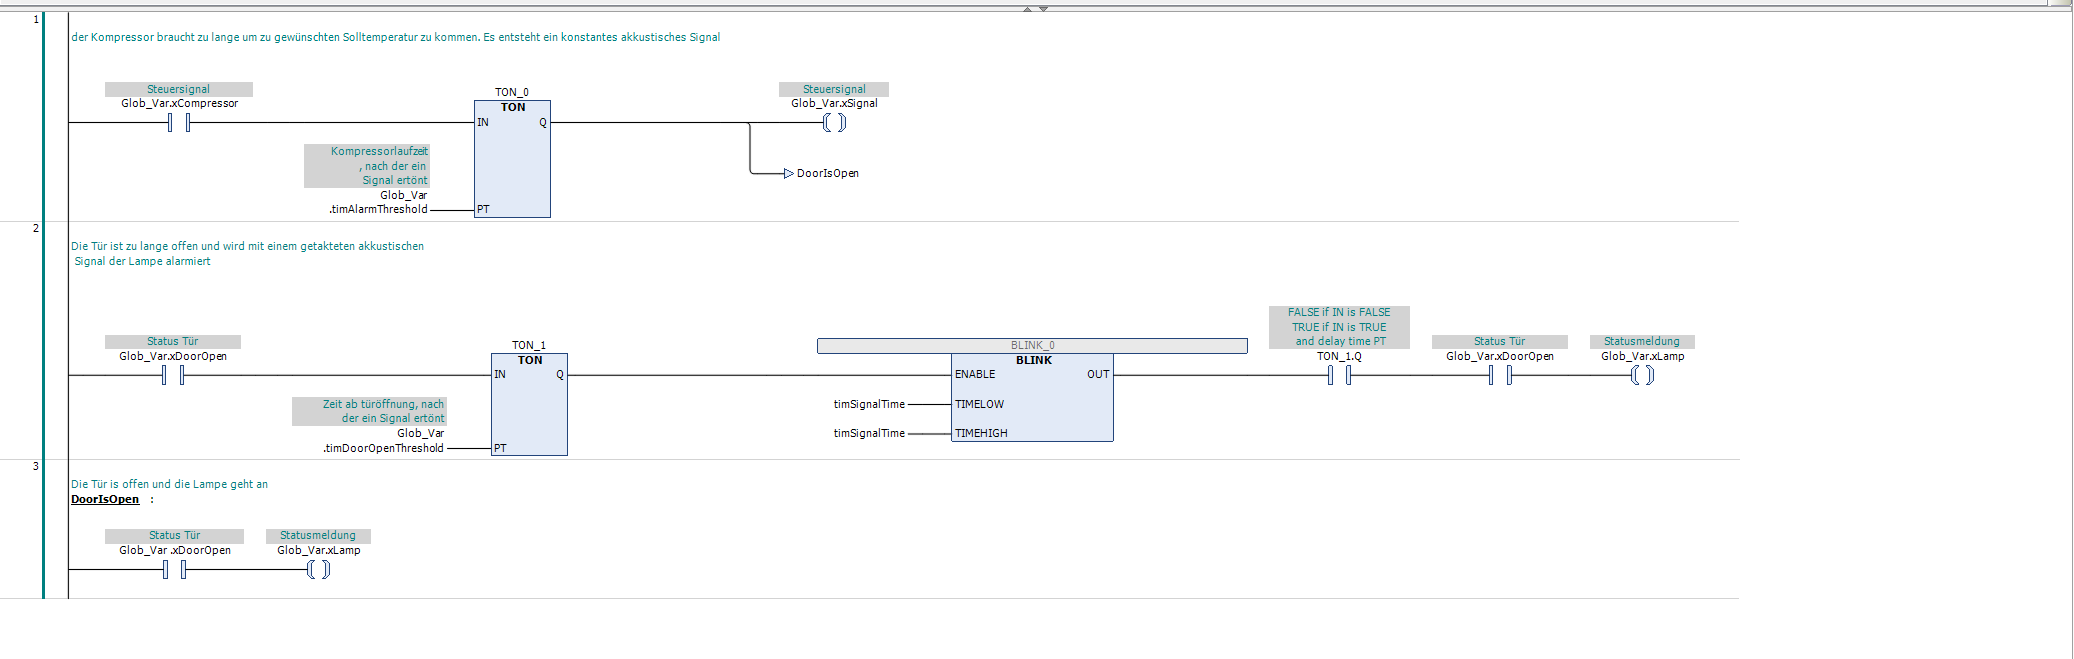 1
der Kompressor braucht zu lange um zu gewünschten Solltemperatur zu kommen. Es entsteht ein konstantes akkustisches Signal
Steuersignal
Glob_Var.xCompressor
TON_0
TON
IN
Q
Steuersignal
Glob_Var.xSignal
Kompressorlaufzeit
, nach der ein
Signal ertönt
Glob_Var
.timAlarmThreshold
PT
DoorIsOpen
2
Die Tür ist zu lange offen und wird mit einem getakteten akkustischen
Signal der Lampe alarmiert
Status Tür
Glob_Var.xDoorOpen
TON_1
TON
IN
Q
Zeit ab türöffnung, nach
der ein Signal ertönt
Glob_Var
.timDoorOpenThreshold
PT
BLINK_0
BLINK
ENABLE
OUT
timSignalTime
TIMELOW
timSignalTime
TIMEHIGH
FALSE if IN is FALSE
TRUE if IN is TRUE
and delay time PT
TON_1.Q
Status Tür
Glob_Var.xDoorOpen
Statusmeldung
Glob_Var.xLamp
3
Die Tür is offen und die Lampe geht an
DoorIsOpen :
Status Tür
Glob_Var .xDoorOpen
Statusmeldung
Glob_Var.xLamp